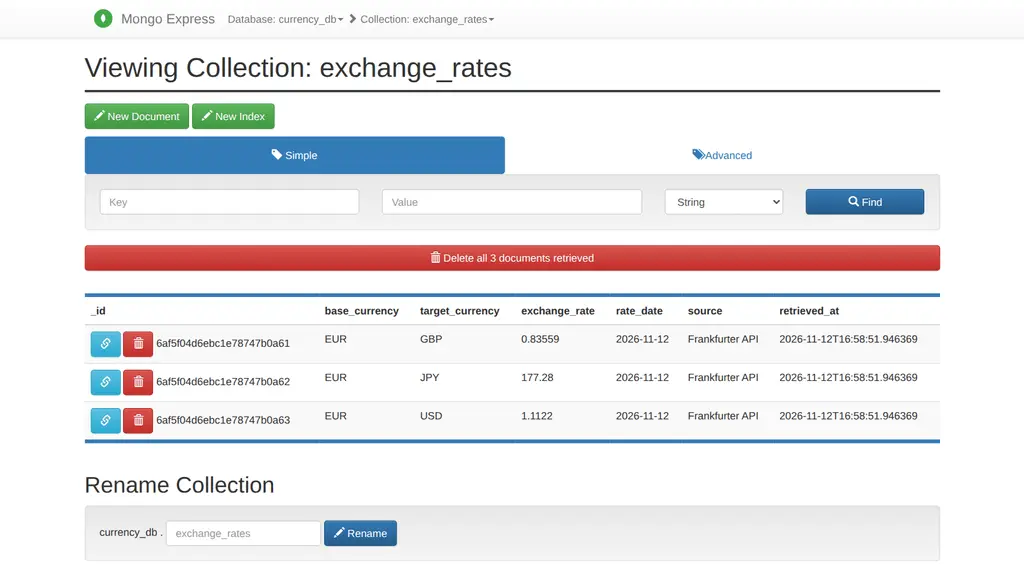 Mongo Express Database: currency_db Collection: exchange_rates
Viewing Collection: exchange_rates
New Document New Index
Simple Advanced
Key Value String Find
Delete all 3 documents retrieved
_id base_currency target_currency exchange_rate rate_date source retrieved_at
6af5f04d6ebc1e78747b0a61 EUR GBP 0.83559 2026-11-12 Frankfurter API 2026-11-12T16:58:51.946369
6af5f04d6ebc1e78747b0a62 EUR JPY 177.28 2026-11-12 Frankfurter API 2026-11-12T16:58:51.946369
6af5f04d6ebc1e78747b0a63 EUR USD 1.1122 2026-11-12 Frankfurter API 2026-11-12T16:58:51.946369
Rename Collection
currency_db . exchange_rates Rename